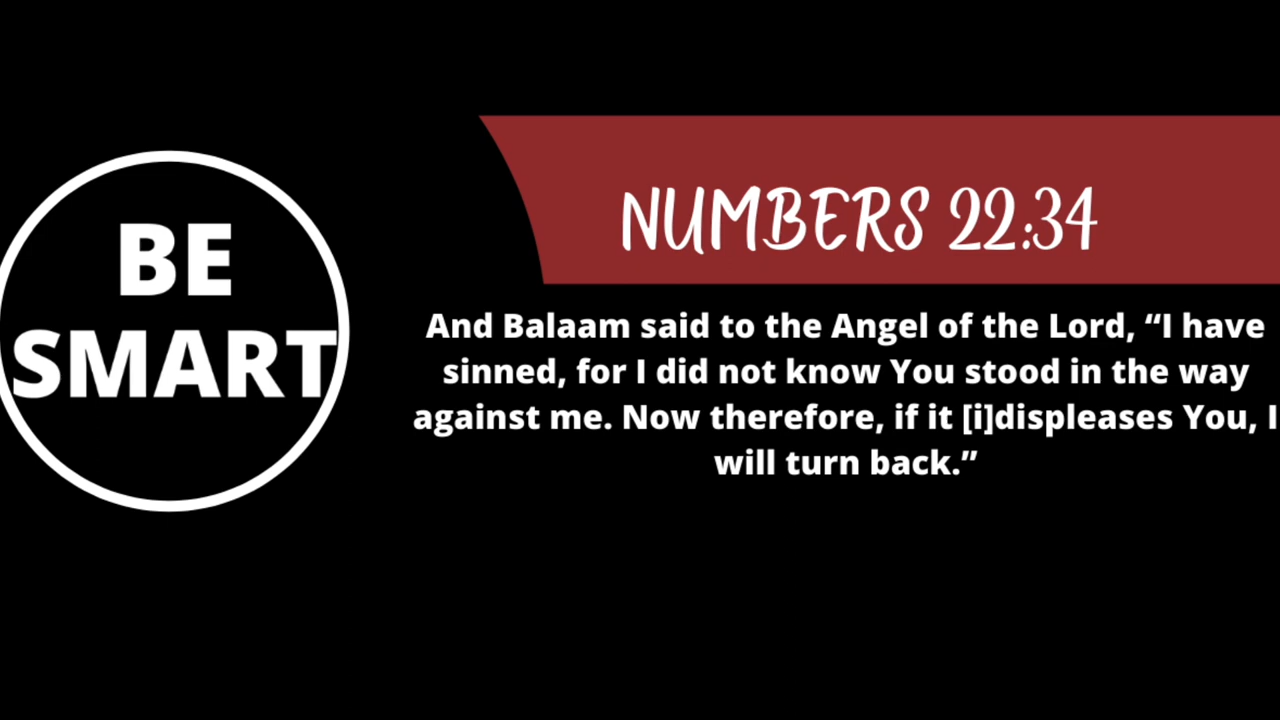 BE
SMART
NUMBERS 22:34
And Balaam said to the Angel of the Lord, “I have
sinned, for I did not know You stood in the way
against me. Now therefore, if it [i]displeases You, I
will turn back.”